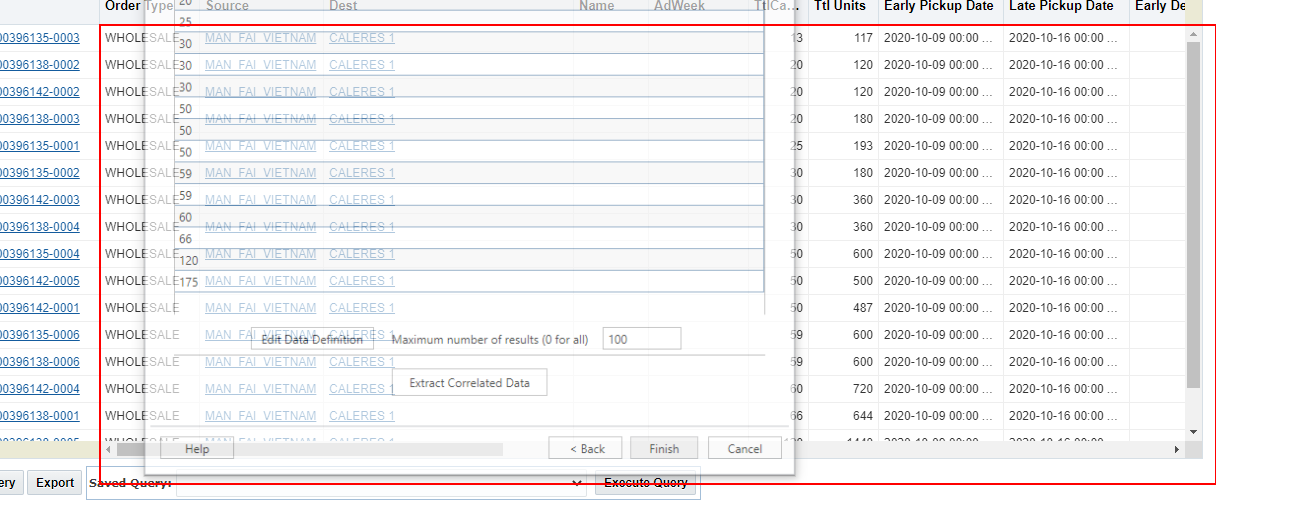 Order Type Source Dest Name AdWeek TtlCa... Ttl Units Early Pickup Date Late Pickup Date Early De
20
25
00396135-0003 WHOLESALE MAN_FAI_VIETNAM CALERES 1 13 117 2020-10-09 00:00 ... 2020-10-16 00:00 ...
30
00396138-0002 WHOLESALE 30 MAN_FAI_VIETNAM CALERES 1 20 120 2020-10-09 00:00 ... 2020-10-16 00:00 ...
00396142-0002 WHOLESALE 30 MAN_FAI_VIETNAM CALERES 1 20 120 2020-10-09 00:00 ... 2020-10-16 00:00 ...
50
00396138-0003 WHOLESALE MAN_FAI_VIETNAM CALERES 1 20 180 2020-10-09 00:00 ... 2020-10-16 00:00 ...
50
00396135-0001 WHOLESALE 50 MAN_FAI_VIETNAM CALERES 1 25 193 2020-10-09 00:00 ... 2020-10-16 00:00 ...
00396135-0002 WHOLESALE 59 MAN_FAI_VIETNAM CALERES 1 30 180 2020-10-09 00:00 ... 2020-10-16 00:00 ...
00396142-0003 WHOLESALE 59 MAN_FAI_VIETNAM CALERES 1 30 360 2020-10-09 00:00 ... 2020-10-16 00:00 ...
60
00396138-0004 WHOLESALE MAN_FAI_VIETNAM CALERES 1 30 360 2020-10-09 00:00 ... 2020-10-16 00:00 ...
66
00396135-0004 WHOLESALE 120 MAN_FAI_VIETNAM CALERES 1 50 600 2020-10-09 00:00 ... 2020-10-16 00:00 ...
00396142-0005 WHOLESALE 175 MAN_FAI_VIETNAM CALERES 1 50 500 2020-10-09 00:00 ... 2020-10-16 00:00 ...
00396142-0001 WHOLESALE MAN_FAI_VIETNAM CALERES 1 50 487 2020-10-09 00:00 ... 2020-10-16 00:00 ...
00396135-0006 WHOLESALE MAN_FAI_VIETNAM CALERES 1 59 600 2020-10-09 00:00 ... 2020-10-16 00:00 ...
Edit Data Definition Maximum number of results (0 for all) 100
00396138-0006 WHOLESALE MAN_FAI_VIETNAM CALERES 1 59 600 2020-10-09 00:00 ... 2020-10-16 00:00 ...
00396142-0004 WHOLESALE MAN_FAI_VIETNAM CALERES 1 60 720 2020-10-09 00:00 ... 2020-10-16 00:00 ...
Extract Correlated Data
00396138-0001 WHOLESALE MAN_FAI_VIETNAM CALERES 1 66 644 2020-10-09 00:00 ... 2020-10-16 00:00 ...
Help < Back Finish Cancel
ery Export Saved Query: Execute Query